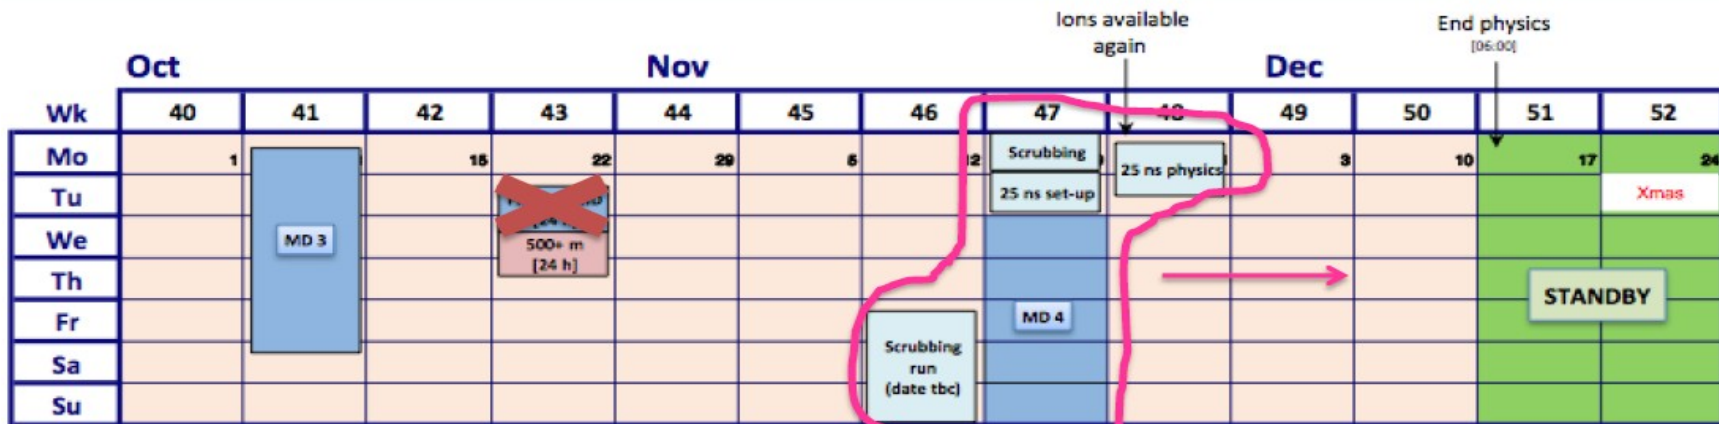 Ions available
again
End physics
[06:00]
Oct
Nov
Dec
Wk 40 41 42 43 44 45 46 47 48 49 50 51 52
Mo 1 15 22 29 5 12 Scrubbing 25 ns physics 3 10 17 24
Tu 25 ns set-up Xmas
We MD 3 500+ m
Th [24 h] STANDBY
Fr MD 4
Sa Scrubbing
run
Su (date tbc)